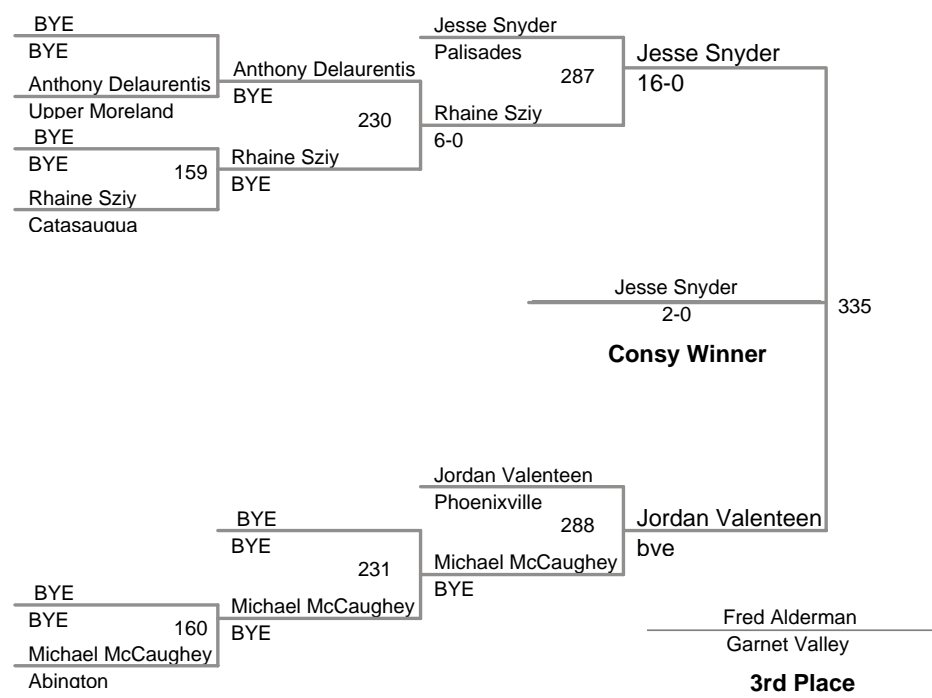 BYE
BYE
Anthony Delaurentis
Upper Moreland
BYE
BYE
159
Rhaine Sziy
Catasauqua
Anthony Delaurentis
BYE
230
Rhaine Sziy
BYE
Jesse Snyder
Palisades
287
Rhaine Sziy
6-0
Jesse Snyder
16-0
Jesse Snyder
2-0
335
Consy Winner
Jordan Valenteen
Phoenixville
288
Michael McCaughey
BYE
Jordan Valenteen
bye
BYE
BYE
231
Michael McCaughey
BYE
BYE
BYE
160
Michael McCaughey
Abington
Fred Alderman
Garnet Valley
3rd Place